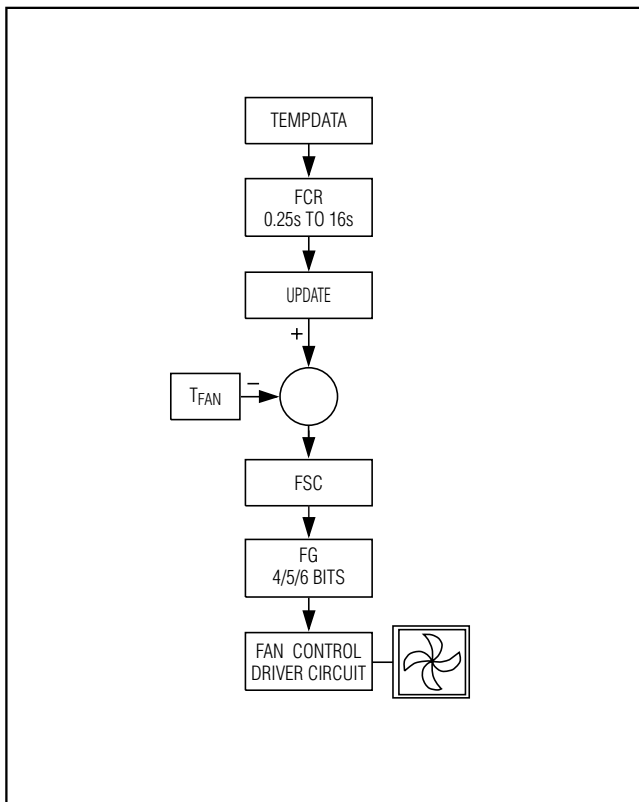 TEMPDATA
FCR
0.25s TO 16s
UPDATE
+
TFAN
–
FSC
FG
4/5/6 BITS
FAN CONTROL
DRIVER CIRCUIT